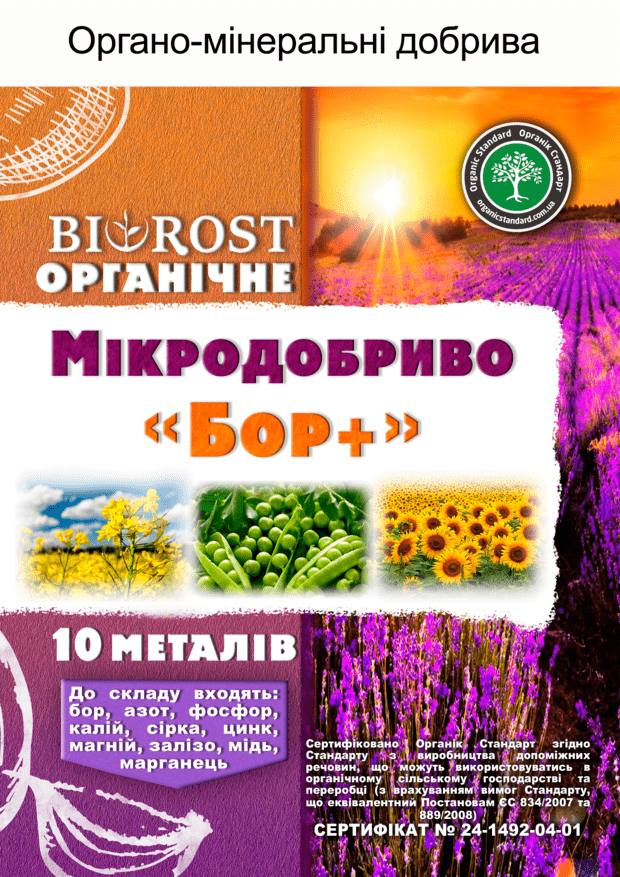 Органо-мінеральні добрива
Organic Standard Органік Стандарт
organicstandard.com.ua
BIOROST
ОРГАНІЧНЕ
Мікродобриво
«Бор+»
10 МЕТАЛІВ
До складу входять:
бор, азот, фосфор,
калій, сірка, цинк,
магній, залізо, мідь,
марганець
Сертифіковано Органік Стандарт згідно
Стандарту з виробництва допоміжних
речовин, що можуть використовуватись в
органічному сільському господарстві та
переробці (з врахуванням вимог Стандарту,
що еквівалентний Постановам ЄС 834/2007 та
889/2008)
СЕРТИФІКАТ № 24-1492-04-01